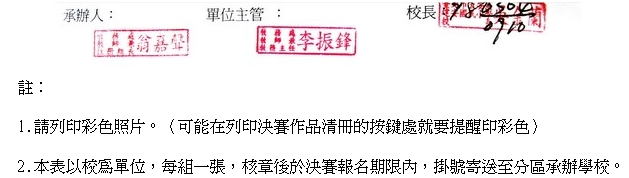 承辦人： 單位主管 ： 校長
翁嘉聲 李振鋒
0910
註：
1.請列印彩色照片。（可能在列印決賽作品清冊的按鍵處就要提醒印彩色）
2.本表以校為單位，每組一張，核章後於決賽報名期限內，掛號寄送至分區承辦學校。